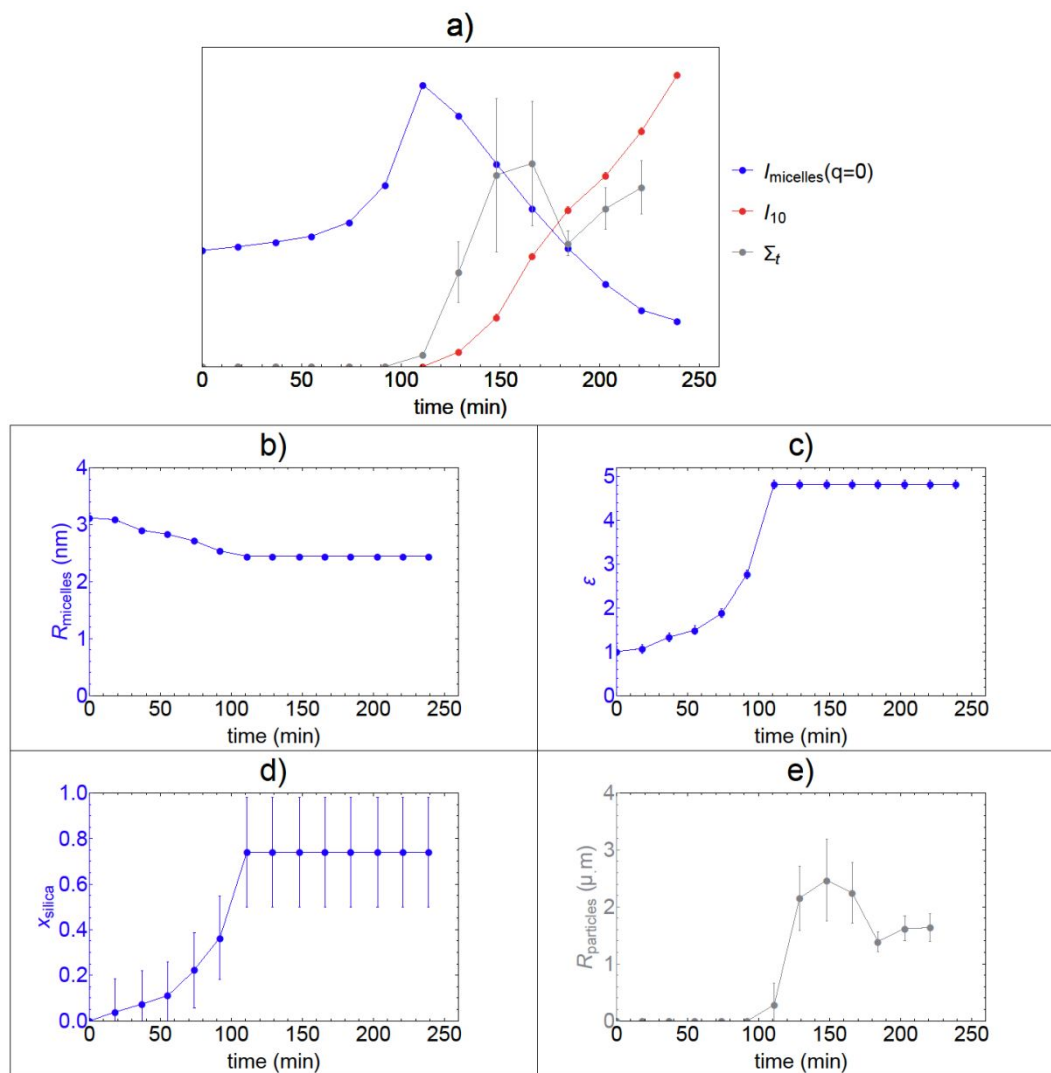 a)
I_micelles(q=0)
I_10
Σ_t
0 50 100 150 200 250
time (min)
b)
R_micelles (nm)
4
3
2
1
0
0 50 100 150 200 250
time (min)
c)
ε
5
4
3
2
1
0
0 50 100 150 200 250
time (min)
d)
x_silica
1.0
0.8
0.6
0.4
0.2
0.0
0 50 100 150 200 250
time (min)
e)
R_particles (μ.m)
4
3
2
1
0
0 50 100 150 200 250
time (min)